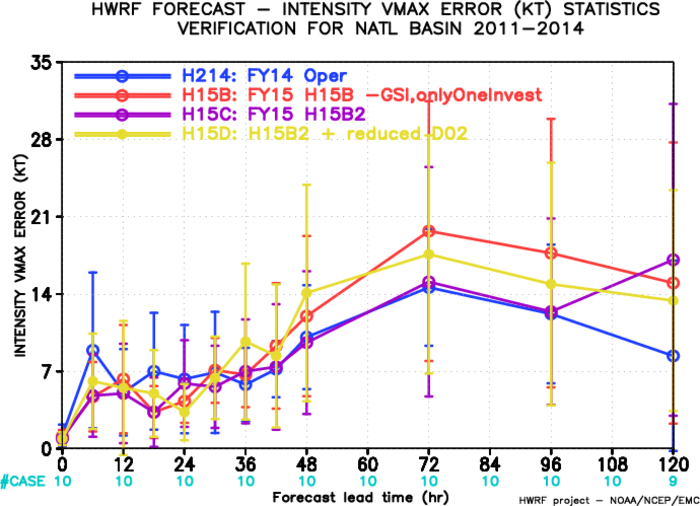 HWRF FORECAST – INTENSITY VMAX ERROR (KT) STATISTICS
VERIFICATION FOR NATL BASIN 2011–2014
H214: FY14 Oper
H15B: FY15 H15B –GSI,onlyOneInvest
H15C: FY15 H15B2
H15D: H15B2 + reduced D02
INTENSITY VMAX ERROR (KT)
35
28
21
14
7
0
0 12 24 36 48 60 72 84 96 108 120
#CASE 10 10 10 10 10 10 10 10 10 10 9
Forecast lead time (hr)
HWRF project – NOAA/NCEP/EMC